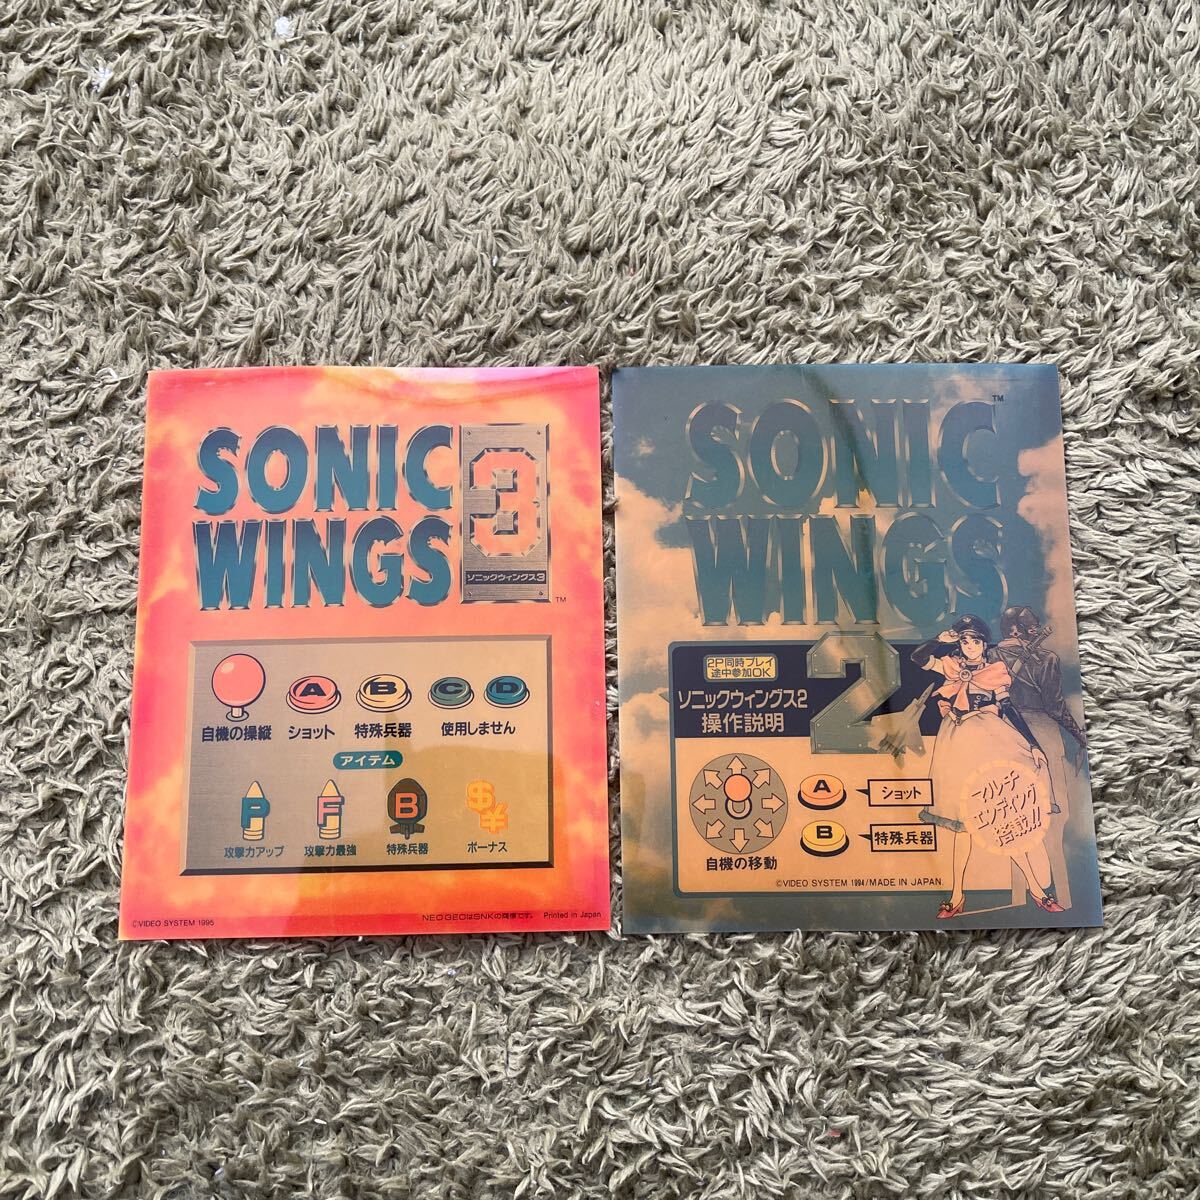 SONIC
WINGS
3
ソニックウィングス3
TM
A
B
C
D
自機の操縦
ショット
特殊兵器
使用しません
アイテム
P
F
B
$¥
攻撃力アップ
攻撃力最強
特殊兵器
ボーナス
©VIDEO SYSTEM 1995
NEO GEOはSNKの商標です。 Printed in Japan
SONIC
TM
WINGS
2
2P同時プレイ
途中参加OK
ソニックウィングス2
操作説明
A
ショット
B
特殊兵器
自機の移動
マルチ
エンディング
搭載!!
©VIDEO SYSTEM 1994/MADE IN JAPAN.